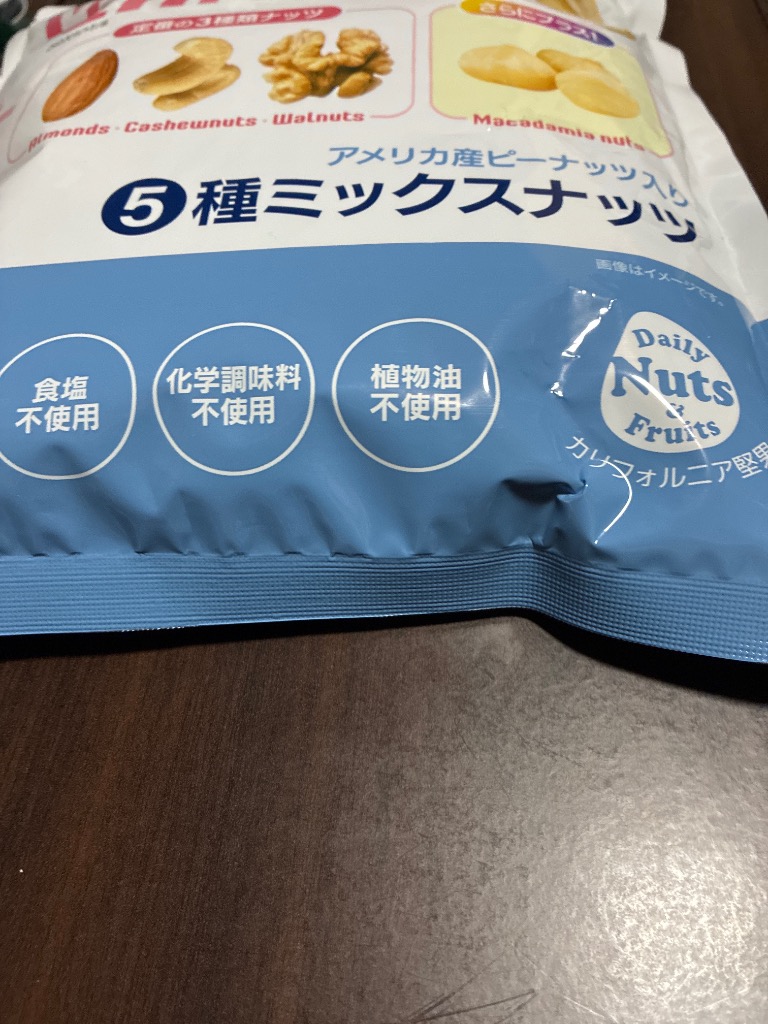 定番の3種類ナッツ
さらにプラス!
Almonds・Cashewnuts・Walnuts
Macadamia nuts
アメリカ産ピーナッツ入り
5種ミックスナッツ
画像はイメージです。
食塩
不使用
化学調味料
不使用
植物油
不使用
Daily
Nuts
&
Fruits
カリフォルニア堅果